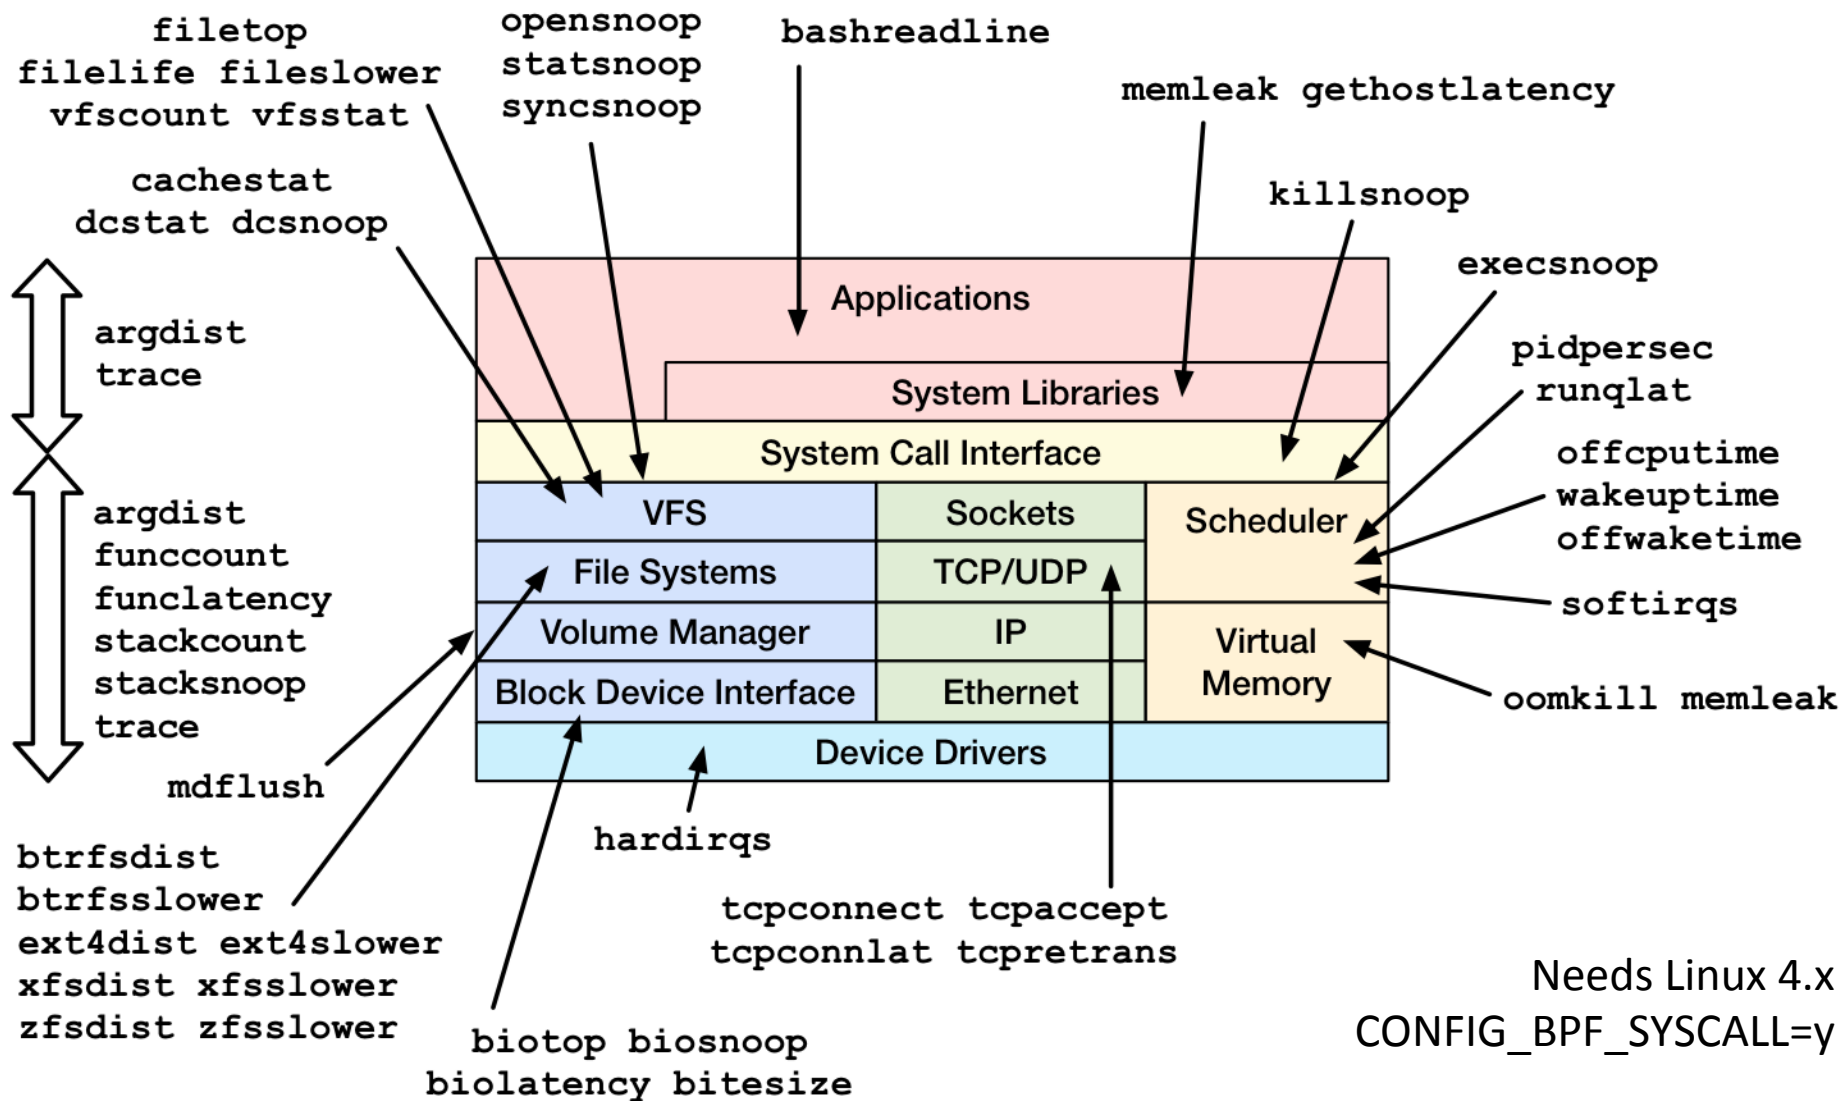 filetop
filelife fileslower
vfscount vfsstat
opensnoop
statsnoop
syncsnoop
bashreadline
memleak gethostlatency
cachestat
dcstat dcsnoop
killsnoop
execsnoop
argdist
trace
pidpersec
runqlat
offcputime
wakeuptime
offwaketime
softirqs
oomkill memleak
argdist
funccount
funclatency
stackcount
stacksnoop
trace
mdflush
Applications
System Libraries
System Call Interface
VFS
Sockets
Scheduler
File Systems
TCP/UDP
Volume Manager
IP
Virtual
Memory
Block Device Interface
Ethernet
Device Drivers
hardirqs
btrfsdist
btrfsslower
ext4dist ext4slower
xfsdist xfsslower
zfsdist zfsslower
tcpconnect tcpaccept
tcpconnlat tcpretrans
biotop biosnoop
biolatency bitesize
Needs Linux 4.x
CONFIG_BPF_SYSCALL=y